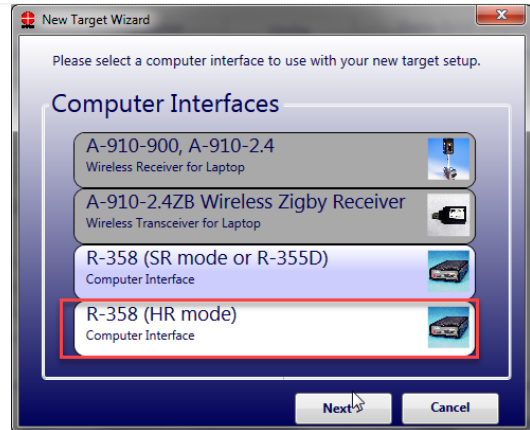 New Target Wizard
Please select a computer interface to use with your new target setup.
Computer Interfaces
A-910-900, A-910-2.4
Wireless Receiver for Laptop
A-910-2.4ZB Wireless Zigby Receiver
Wireless Transceiver for Laptop
R-358 (SR mode or R-355D)
Computer Interface
R-358 (HR mode)
Computer Interface
Next
Cancel